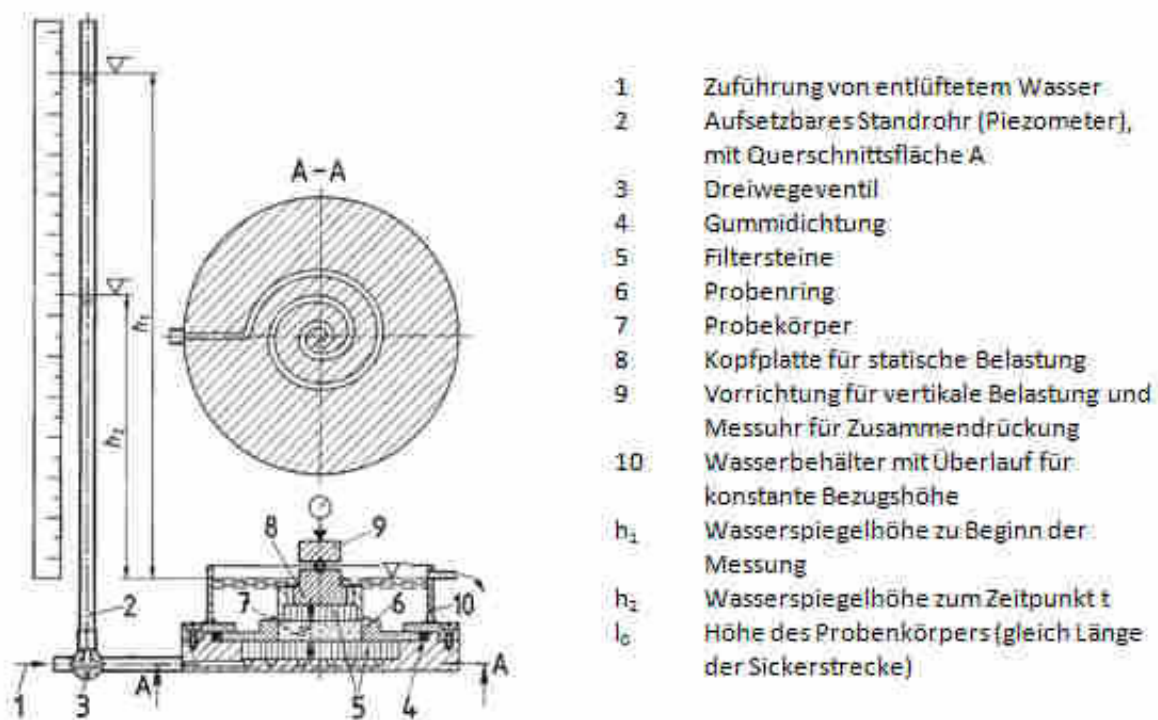 A-A
h₁
h₂
8
9
7
6
10
2
1
3
A
5
4
A
1 Zuführung von entlüftetem Wasser
2 Aufsetzbares Standrohr (Piezometer),
mit Querschnittsfläche A
3 Dreiwegeventil
4 Gummidichtung
5 Filtersteine
6 Probenring
7 Probekörper
8 Kopfplatte für statische Belastung
9 Vorrichtung für vertikale Belastung und
Messuhr für Zusammendrückung
10 Wasserbehälter mit Überlauf für
konstante Bezugshöhe
h₁ Wasserspiegelhöhe zu Beginn der
Messung
h₂ Wasserspiegelhöhe zum Zeitpunkt t
l₀ Höhe des Probenkörpers (gleich Länge
der Sickerstrecke)